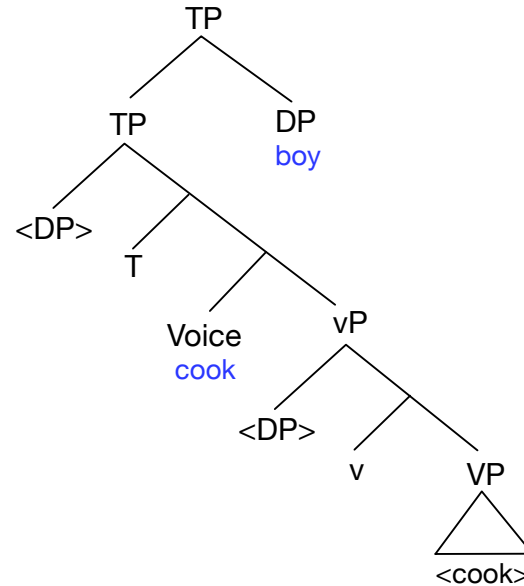 TP
TP DP
boy
<DP>
T
Voice vP
cook
<DP>
v VP
<cook>